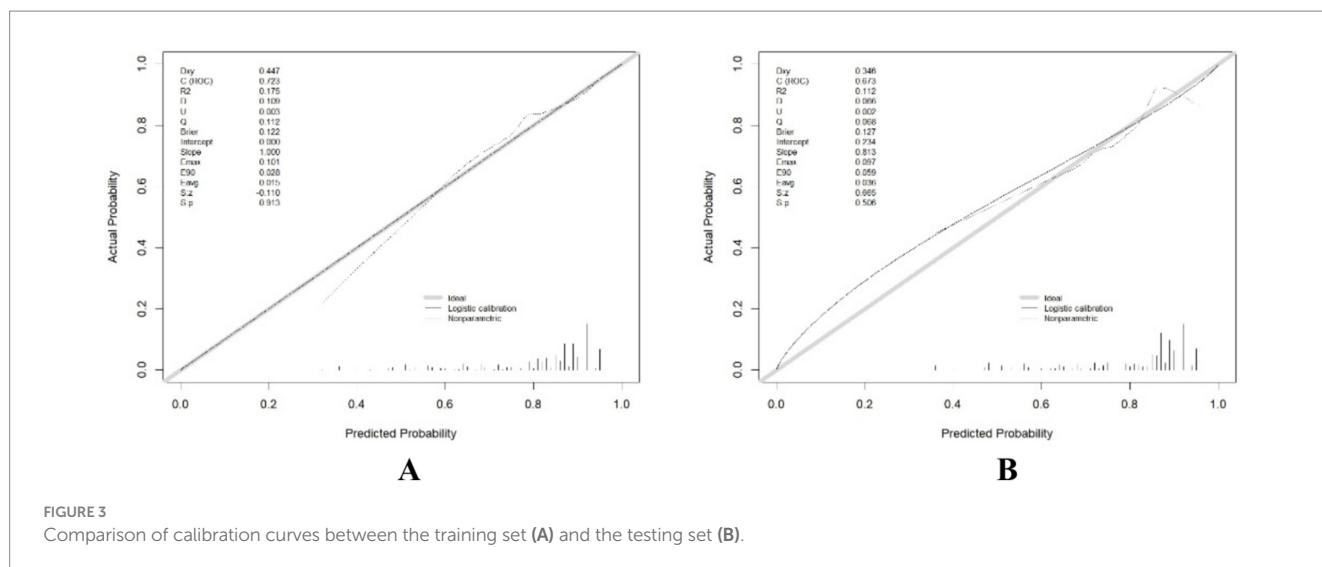 Dxy 0.447
C (ROC) 0.723
R2 0.175
D 0.109
U 0.003
Q 0.112
Brier 0.122
Intercept 0.000
Slope 1.000
Emax 0.101
E90 0.028
Eavg 0.015
S:z -0.110
S:p 0.913
Actual Probability
1.0
0.8
0.6
0.4
0.2
0.0
Ideal
Logistic calibration
Nonparametric
0.0 0.2 0.4 0.6 0.8 1.0
Predicted Probability
A
Dxy 0.346
C (ROC) 0.673
R2 0.112
D 0.066
U 0.002
Q 0.068
Brier 0.127
Intercept 0.234
Slope 0.813
Emax 0.097
E90 0.059
Eavg 0.036
S:z 0.665
S:p 0.506
Actual Probability
1.0
0.8
0.6
0.4
0.2
0.0
Ideal
Logistic calibration
Nonparametric
0.0 0.2 0.4 0.6 0.8 1.0
Predicted Probability
B
FIGURE 3
Comparison of calibration curves between the training set (A) and the testing set (B).